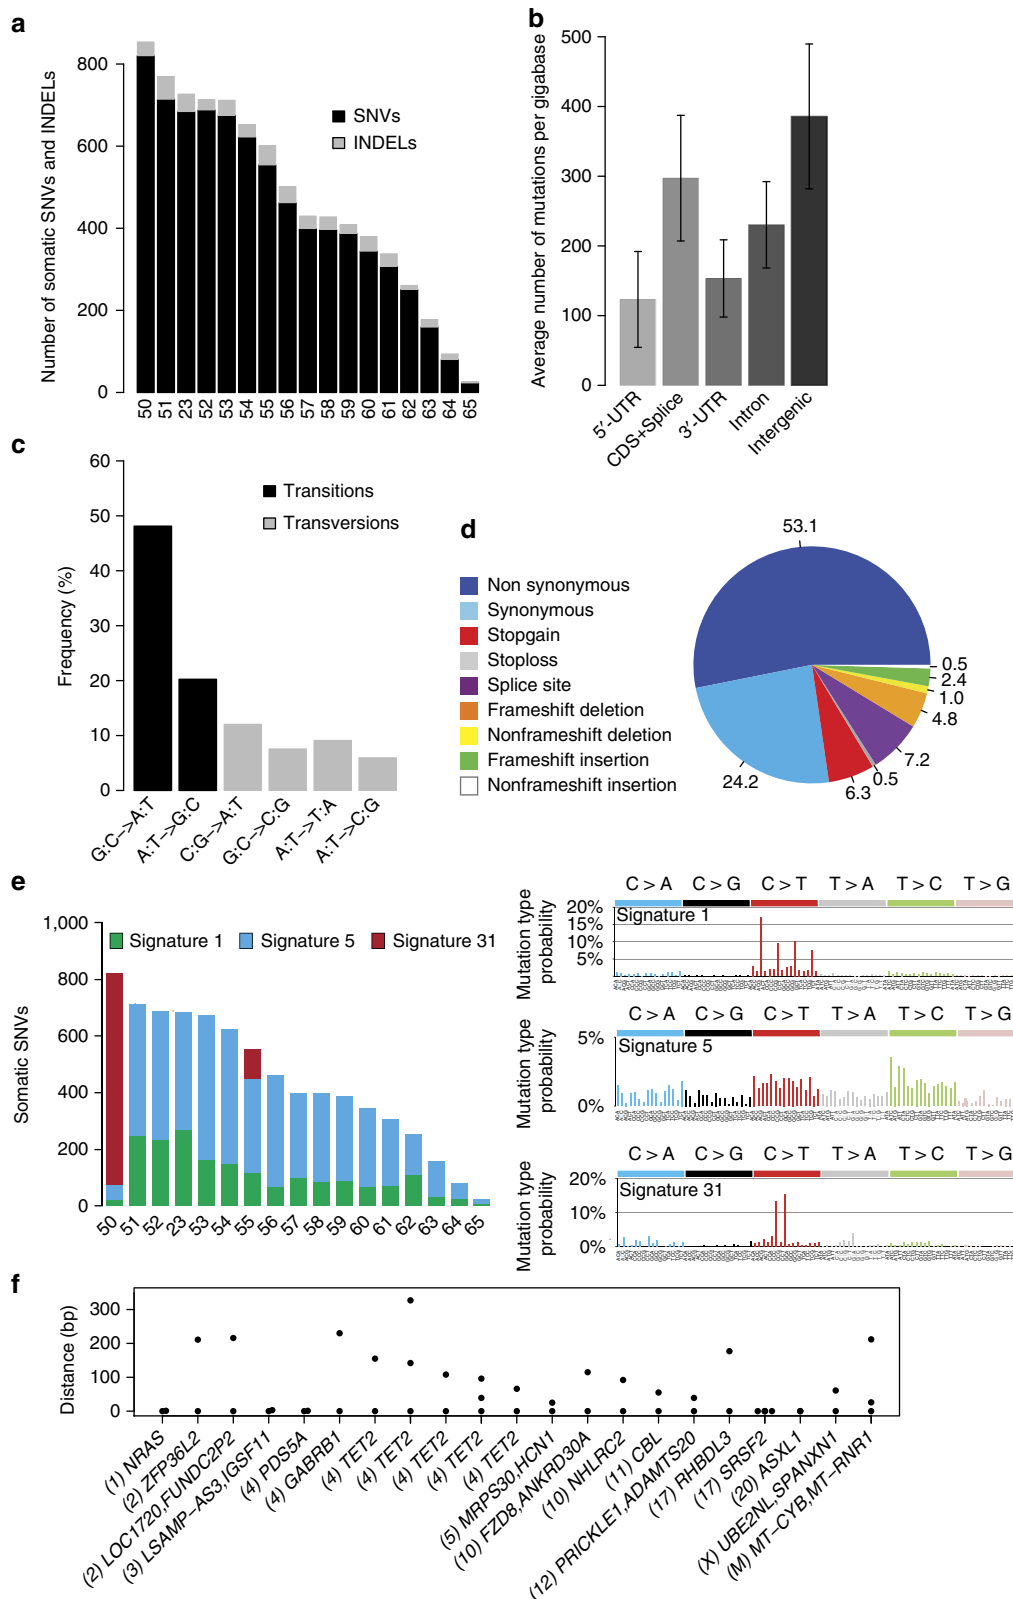 a
Number of somatic SNVs and INDELs
800
600
400
200
0
SNVs
INDELs
50 51 23 52 53 54 55 56 57 58 59 60 61 62 63 64 65
b
Average number of mutations per gigabase
500
400
300
200
100
0
5′-UTR
CDS+Splice
3′-UTR
Intron
Intergenic
c
Frequency (%)
60
50
40
30
20
10
0
Transitions
Transversions
G:C–>A:T
A:T–>G:C
C:G–>A:T
G:C–>C:G
A:T–>T:A
A:T–>C:G
d
Non synonymous
Synonymous
Stopgain
Stoploss
Splice site
Frameshift deletion
Nonframeshift deletion
Frameshift insertion
Nonframeshift insertion
53.1
0.5
2.4
1.0
4.8
7.2
0.5
6.3
24.2
e
Somatic SNVs
1,000
800
600
400
200
0
Signature 1 Signature 5 Signature 31
50 51 52 23 53 54 55 56 57 58 59 60 61 62 63 64 65
C > A C > G C > T T > A T > C T > G
Mutation type probability
20%
15%
10%
5%
Signature 1
C > A C > G C > T T > A T > C T > G
Mutation type probability
5%
0%
Signature 5
C > A C > G C > T T > A T > C T > G
Mutation type probability
20%
10%
0%
Signature 31
f
Distance (bp)
300
200
100
0
(1) NRAS
(2) ZFP36L2
(2) LOC1720,FUNDC2P2
(3) LSAMP–AS3,IGSF11
(4) PDS5A
(4) GABRB1
(4) TET2
(4) TET2
(4) TET2
(4) TET2
(4) TET2
(5) MRPS30,HCN1
(10) FZD8,ANKRD30A
(10) NHLRC2
(11) CBL
(12) PRICKLE1,ADAMTS20
(17) RHBDL3
(17) SRSF2
(20) ASXL1
(X) UBE2NL,SPANXN1
(M) MT–CYB,MT–RNR1